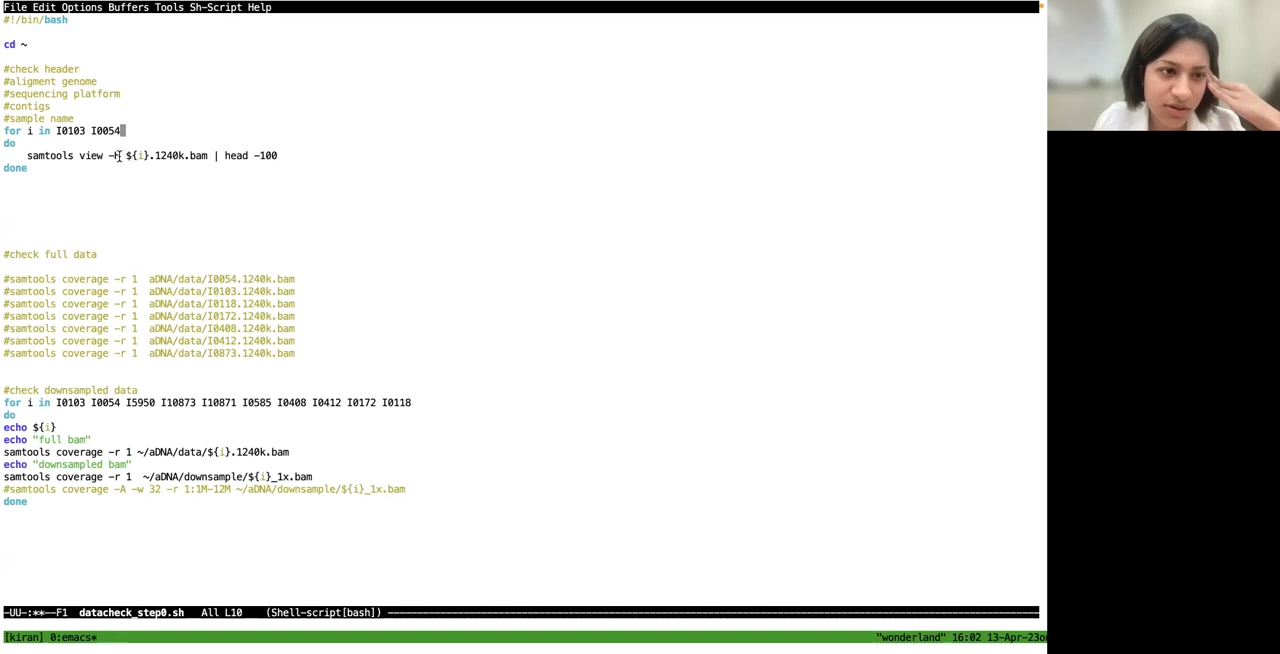 File Edit Options Buffers Tools Sh-Script Help
#!/bin/bash
cd ~
#check header
#aligment genome
#sequencing platform
#contigs
#sample name
for i in I0103 I0054
do
samtools view ${i}.1240k.bam | head -100
done
#check full data
#samtools coverage -r 1 aDNA/data/I0054.1240k.bam
#samtools coverage -r 1 aDNA/data/I0103.1240k.bam
#samtools coverage -r 1 aDNA/data/I0118.1240k.bam
#samtools coverage -r 1 aDNA/data/I0172.1240k.bam
#samtools coverage -r 1 aDNA/data/I0408.1240k.bam
#samtools coverage -r 1 aDNA/data/I0412.1240k.bam
#samtools coverage -r 1 aDNA/data/I0873.1240k.bam
#check downsampled data
for i in I0103 I0054 I5950 I10873 I10871 I0585 I0408 I0412 I0172 I0118
do
echo ${i}
echo "full bam"
samtools coverage -r 1 ~/aDNA/data/${i}.1240k.bam
echo "downsampled bam"
samtools coverage -r 1 ~/aDNA/downsample/${i}_1x.bam
#samtools coverage -A -w 32 -r 1:1M-12M ~/aDNA/downsample/${i}_1x.bam
done
-UU-:**--F1 datacheck_step0.sh All L10 (Shell-script[bash])
[kiran] 0:emacs* "wonderland" 16:02 13-Apr-23